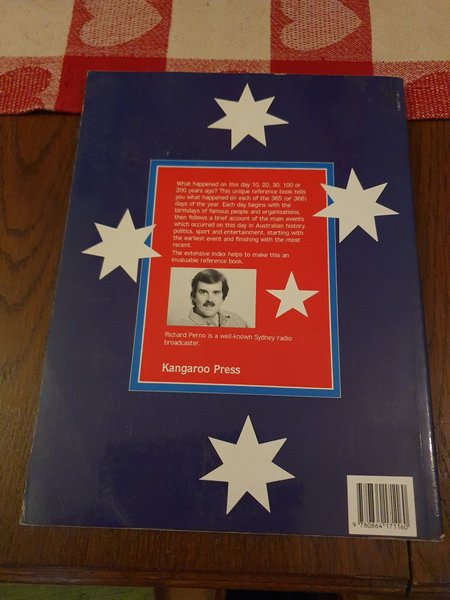 What happened on this day 10, 20, 30, 100 or
200 years ago? This unique reference book tells
you what happened on each of the 365 (or 366)
days of the year. Each day begins with the
birthdays of famous people and organisations,
then follows a brief account of the main events
which occurred on this day in Australian history,
politics, sport and entertainment, starting with
the earliest event and finishing with the most
recent.
The extensive index helps to make this an
invaluable reference book.
Richard Perno is a well-known Sydney radio
broadcaster.
Kangaroo Press
9 780864 171160